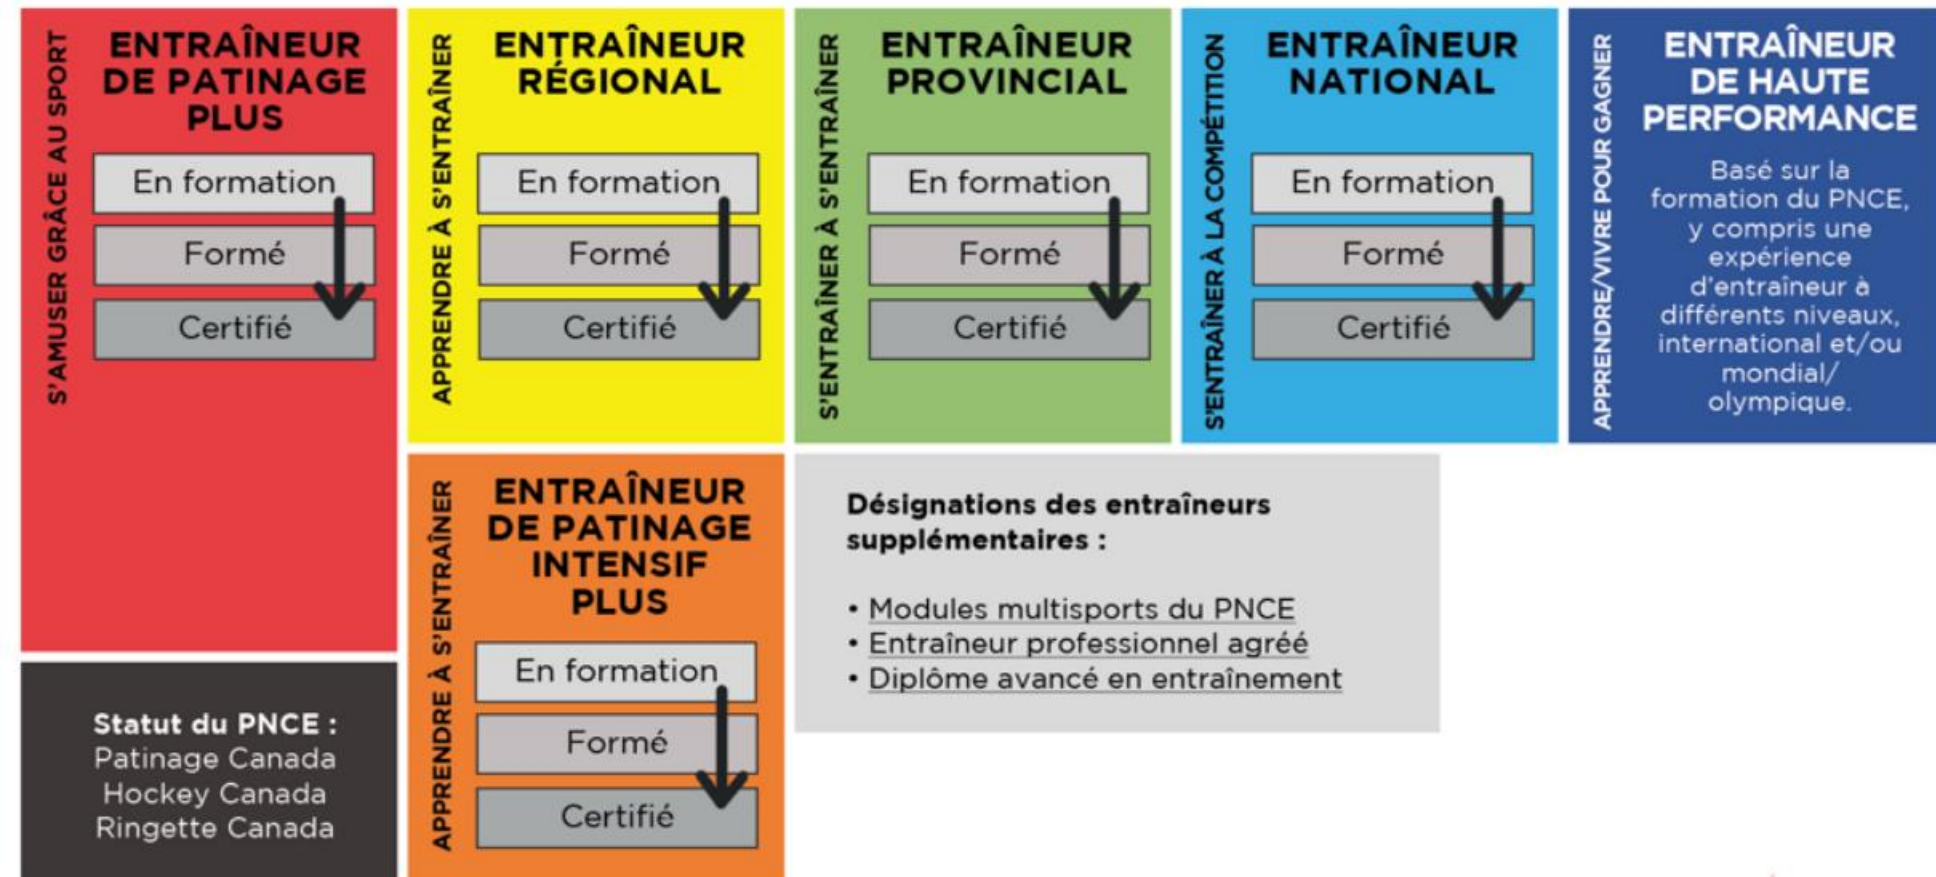 S'AMUSER GRÂCE AU SPORT
ENTRAÎNEUR
DE PATINAGE
PLUS
En formation
Formé
Certifié
APPRENDRE À S'ENTRAÎNER
ENTRAÎNEUR
RÉGIONAL
En formation
Formé
Certifié
S'ENTRAÎNER À S'ENTRAÎNER
ENTRAÎNEUR
PROVINCIAL
En formation
Formé
Certifié
S'ENTRAÎNER À LA COMPÉTITION
ENTRAÎNEUR
NATIONAL
En formation
Formé
Certifié
APPRENDRE/VIVRE POUR GAGNER
ENTRAÎNEUR
DE HAUTE
PERFORMANCE
Basé sur la
formation du PNCE,
y compris une
expérience
d'entraîneur à
différents niveaux,
international et/ou
mondial/
olympique.
Statut du PNCE :
Patinage Canada
Hockey Canada
Ringette Canada
APPRENDRE À S'ENTRAÎNER
ENTRAÎNEUR
DE PATINAGE
INTENSIF
PLUS
En formation
Formé
Certifié
Désignations des entraîneurs
supplémentaires :
• Modules multisports du PNCE
• Entraîneur professionnel agréé
• Diplôme avancé en entraînement